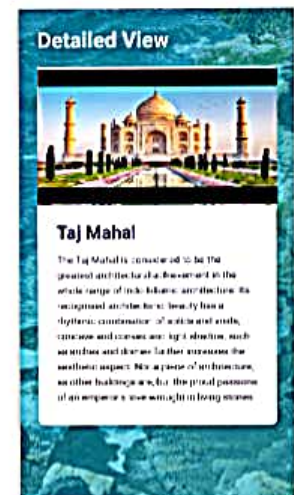 Detailed View
Taj Mahal
The Taj Mahal is considered to be the
greatest architectural achievement in the
whole range of Indo-Islamic architecture. Its
recognised architectonic beauty has a
rhythmic combination of solids and voids,
concave and convex and light shadow; such
as arches and domes further increases the
aesthetic aspect. Not a piece of architecture,
as other buildings are, but the proud passions
of an emperor's love wrought in living stones.